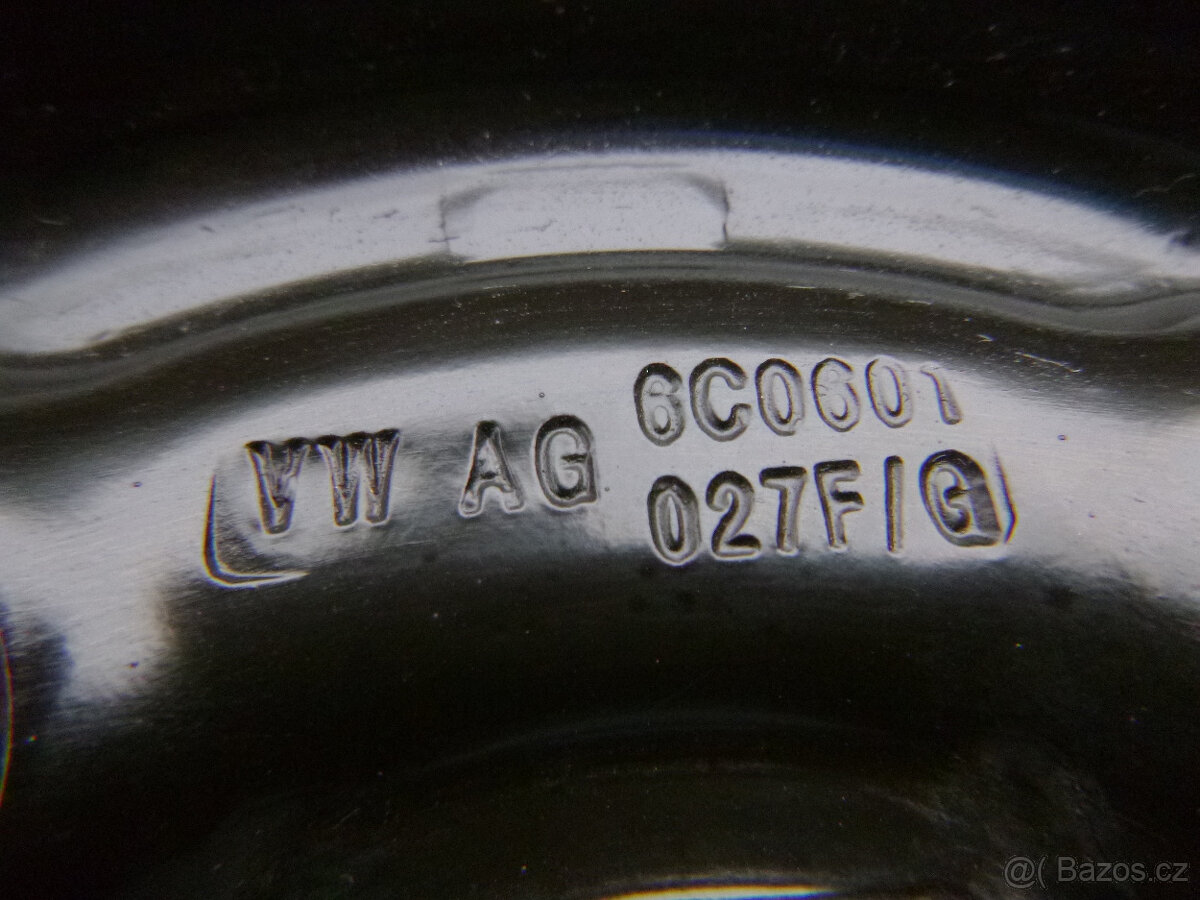 VW AG
6C0601
027F/G
@( Bazos.cz